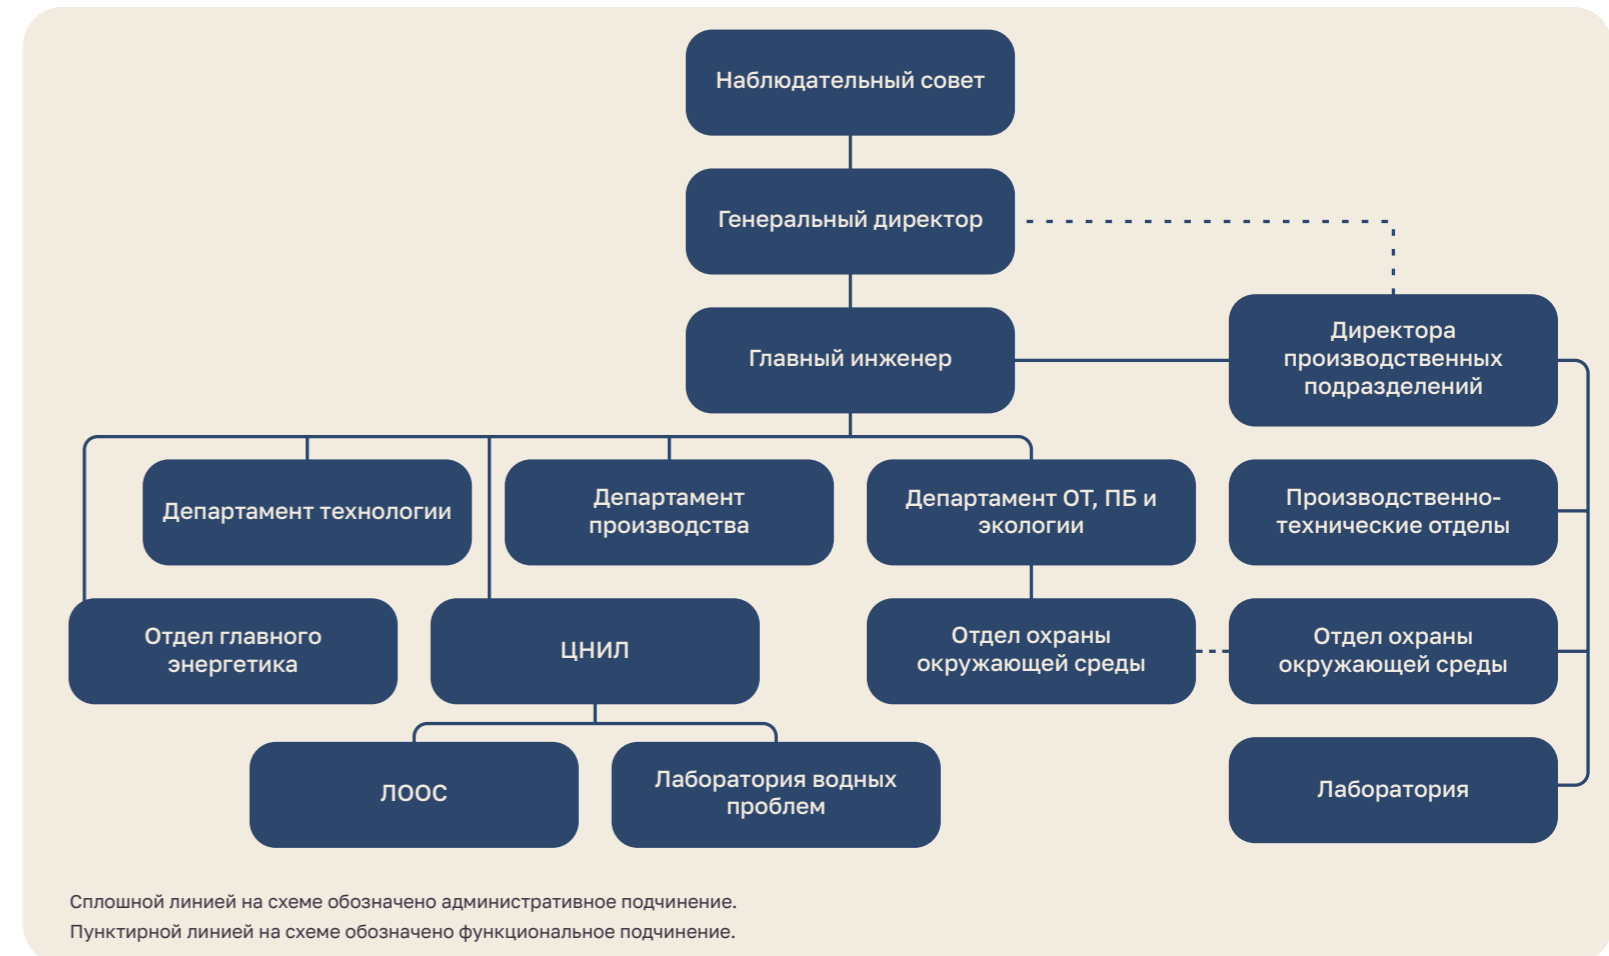 Наблюдательный совет
Генеральный директор
Главный инженер
Директора
производственных
подразделений
Департамент технологии
Департамент
производства
Департамент ОТ, ПБ и
экологии
Производственно-
технические отделы
Отдел главного
энергетика
ЦНИЛ
Отдел охраны
окружающей среды
Отдел охраны
окружающей среды
ЛООС
Лаборатория водных
проблем
Лаборатория
Сплошной линией на схеме обозначено административное подчинение.
Пунктирной линией на схеме обозначено функциональное подчинение.